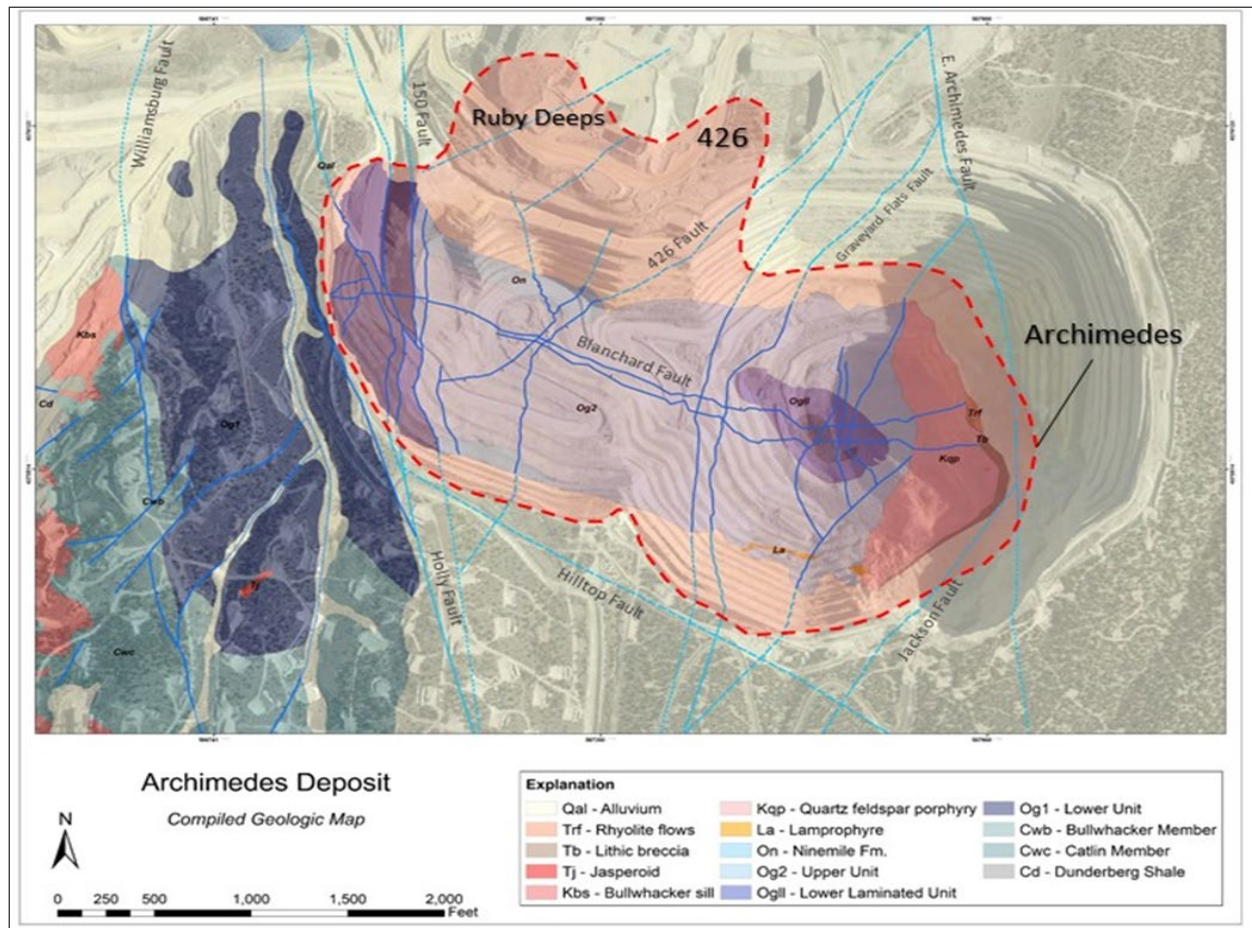 Williamsburg Fault
150 Fault
Ruby Deeps
426
E. Archimedes Fault
Qal
Graveyard Flats Fault
426 Fault
On
Kbs
Archimedes
Blanchard Fault
Cd
Ogll
Og2
Og1
Trf
Tb
Kqp
Cwb
La
Tj
Holly Fault
Hilltop Fault
Jackson Fault
Cwc
Archimedes Deposit
Compiled Geologic Map
N
0 250 500 1,000 1,500 2,000
Feet
Explanation
Qal - Alluvium
Trf - Rhyolite flows
Tb - Lithic breccia
Tj - Jasperoid
Kbs - Bullwhacker sill
Kqp - Quartz feldspar porphyry
La - Lamprophyre
On - Ninemile Fm.
Og2 - Upper Unit
Ogll - Lower Laminated Unit
Og1 - Lower Unit
Cwb - Bullwhacker Member
Cwc - Catlin Member
Cd - Dunderberg Shale